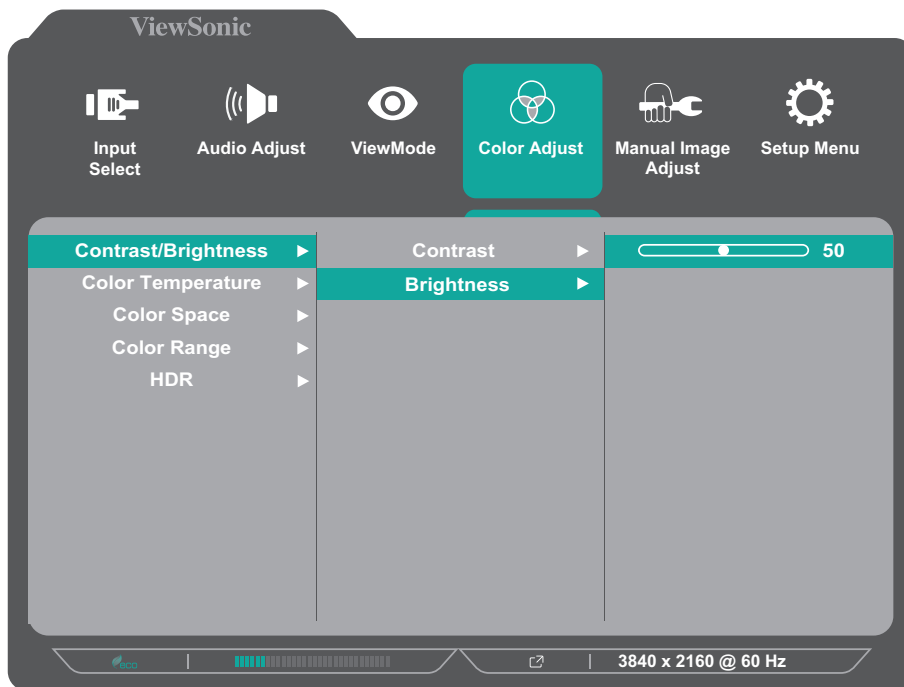 ViewSonic
Input
Select
Audio Adjust
ViewMode
Color Adjust
Manual Image
Adjust
Setup Menu
Contrast/Brightness
Color Temperature
Color Space
Color Range
HDR
Contrast
Brightness
50
eco
3840 x 2160 @ 60 Hz